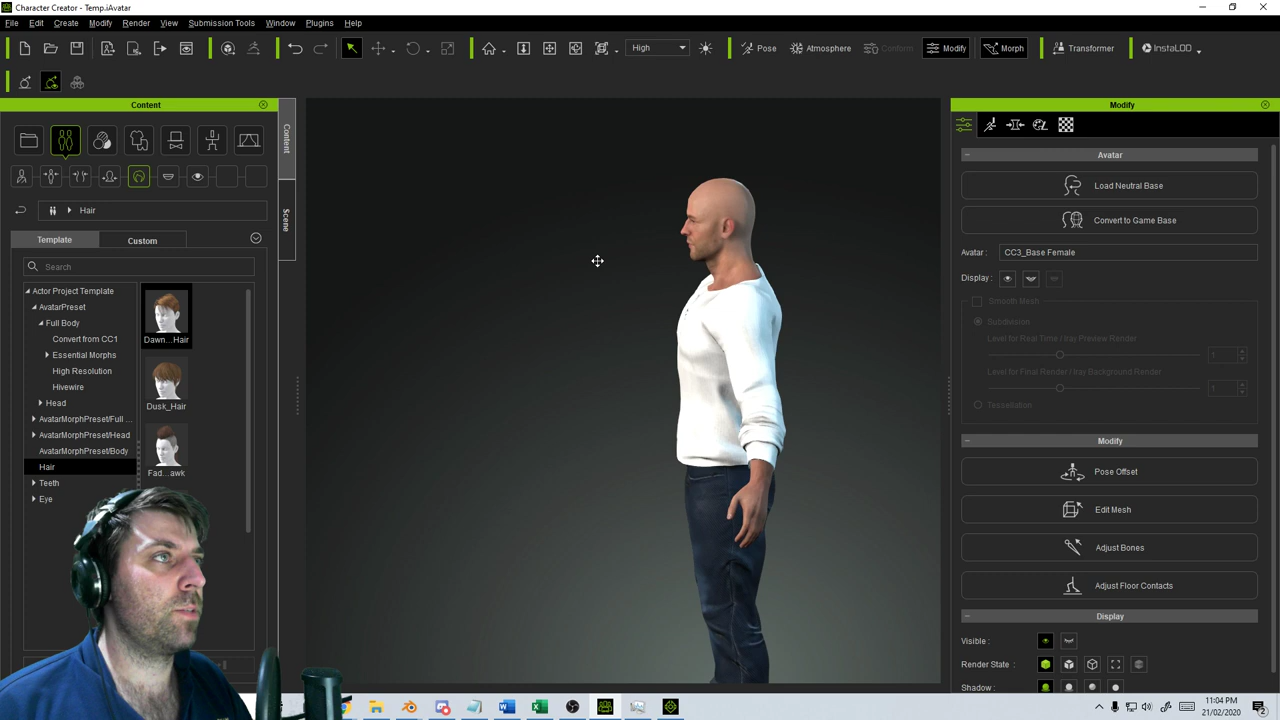 Character Creator - Temp.iAvatar
File Edit Create Modify Render View Submission Tools Window Plugins Help
High Pose Atmosphere Conform Modify Morph Transformer InstaLOD
Content
Modify
Content
Scene
Hair
Template Custom
Search
Actor Project Template
AvatarPreset
Full Body
Convert from CC1
Essential Morphs
High Resolution
Hivewire
Head
AvatarMorphPreset/Full ...
AvatarMorphPreset/Head
AvatarMorphPreset/Body
Hair
Teeth
Eye
Dawn...Hair
Dusk_Hair
Fad...awk
Avatar
Load Neutral Base
Convert to Game Base
Avatar : CC3_Base Female
Display :
Smooth Mesh
Subdivision
Level for Real Time / Iray Preview Render
1
Level for Final Render / Iray Background Render
1
Tessellation
Modify
Pose Offset
Edit Mesh
Adjust Bones
Adjust Floor Contacts
Display
Visible :
Render State :
Shadow :
11:04 PM
21/02/2020
2